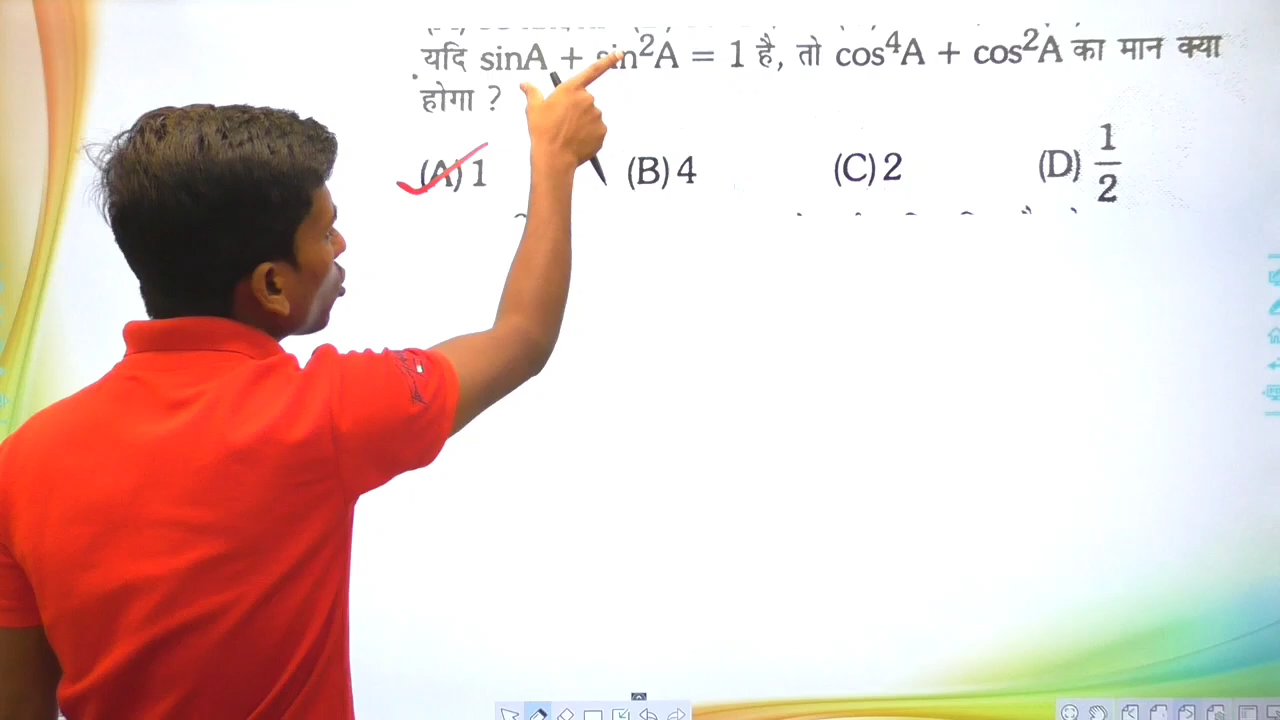 यदि sinA + sin²A = 1 है, तो cos⁴A + cos²A का मान क्या
होगा ?
(A) 1 (B) 4 (C) 2 (D) 1/2